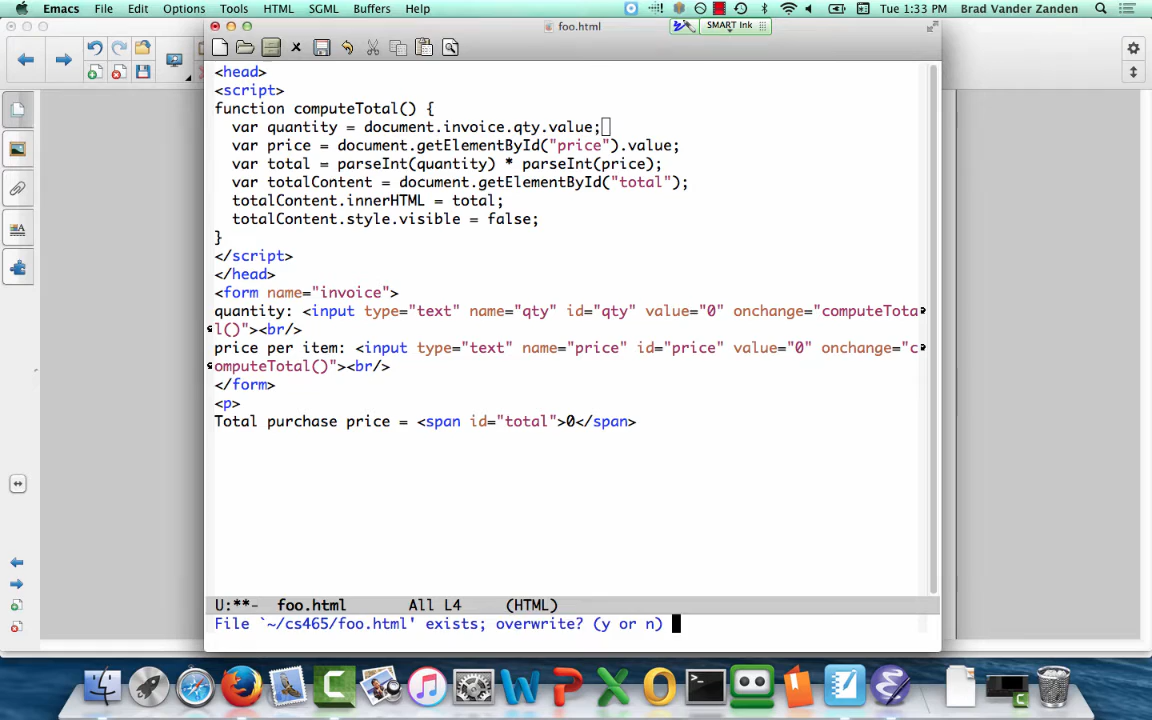 Emacs File Edit Options Tools HTML SGML Buffers Help Tue 1:33 PM Brad Vander Zanden
foo.html
SMART Ink
<head>
<script>
function computeTotal() {
  var quantity = document.invoice.qty.value;
  var price = document.getElementById("price").value;
  var total = parseInt(quantity) * parseInt(price);
  var totalContent = document.getElementById("total");
  totalContent.innerHTML = total;
  totalContent.style.visible = false;
}
</script>
</head>
<form name="invoice">
quantity: <input type="text" name="qty" id="qty" value="0" onchange="computeTota
l()"><br/>
price per item: <input type="text" name="price" id="price" value="0" onchange="c
omputeTotal()"><br/>
</form>
<p>
Total purchase price = <span id="total">0</span>
U:**- foo.html All L4 (HTML)
File `~/cs465/foo.html' exists; overwrite? (y or n)